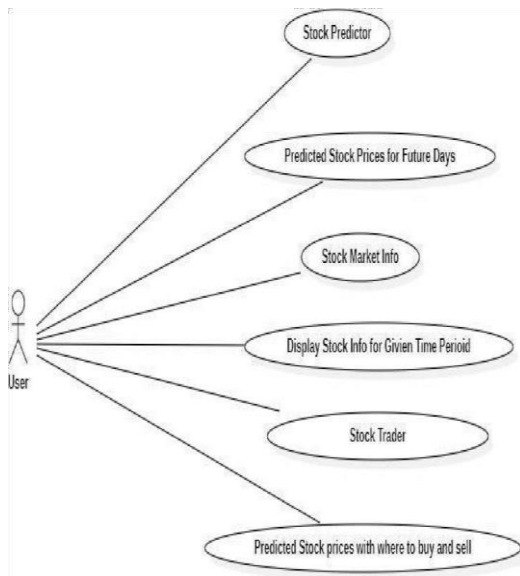 Stock Predictor
Predicted Stock Prices for Future Days
Stock Market Info
Display Stock Info for Givien Time Perioid
User
Stock Trader
Predicted Stock prices with where to buy and sell